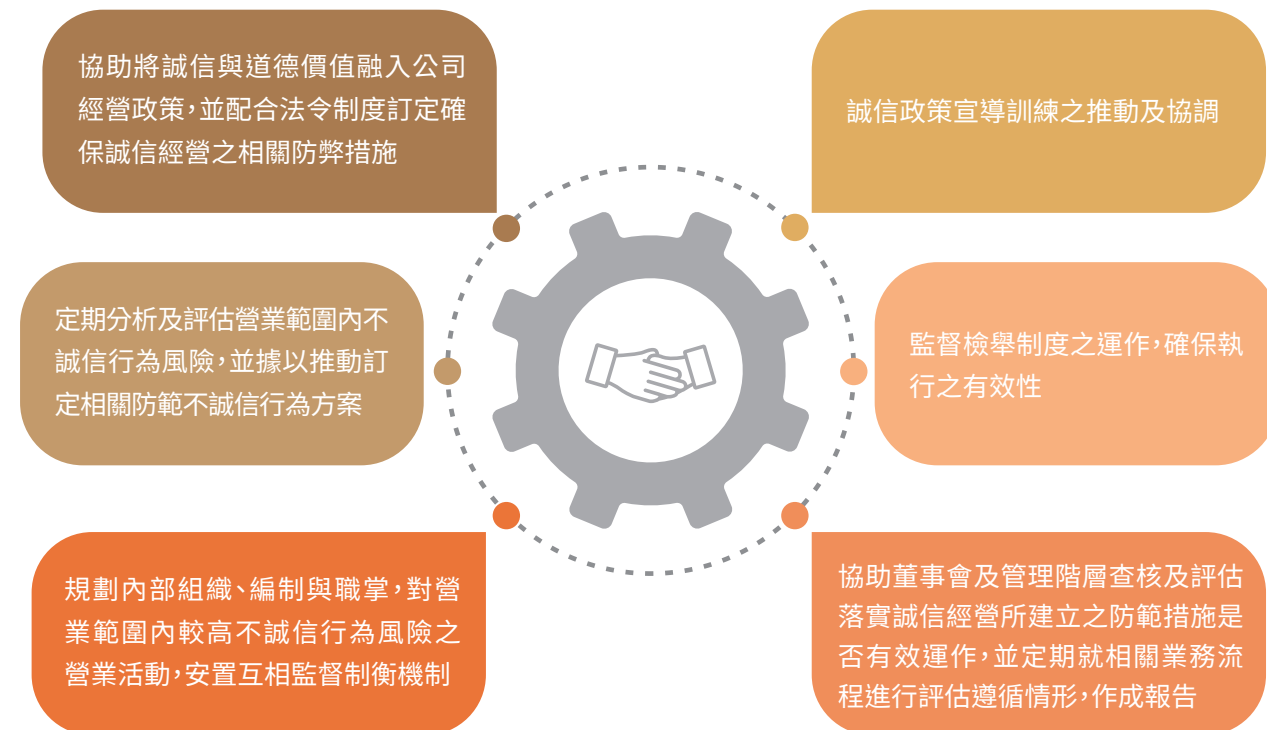 協助將誠信與道德價值融入公司
經營政策,並配合法令制度訂定確
保誠信經營之相關防弊措施
定期分析及評估營業範圍內不
誠信行為風險,並據以推動訂
定相關防範不誠信行為方案
規劃內部組織、編制與職掌,對營
業範圍內較高不誠信行為風險之
營業活動,安置互相監督制衡機制
誠信政策宣導訓練之推動及協調
監督檢舉制度之運作,確保執
行之有效性
協助董事會及管理階層查核及評估
落實誠信經營所建立之防範措施是
否有效運作,並定期就相關業務流
程進行評估遵循情形,作成報告